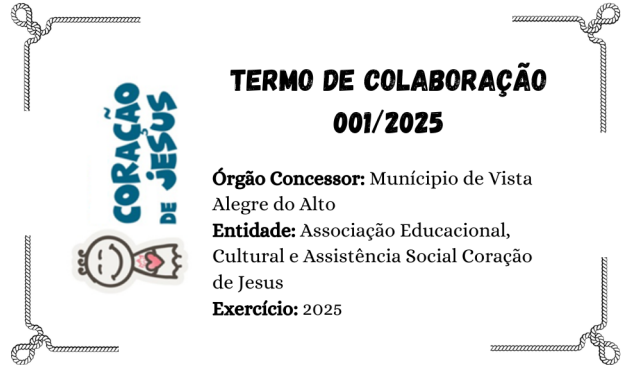 CORAÇÃO
DE JESUS
TERMO DE COLABORAÇÃO
001/2025
Órgão Concessor: Munícipio de Vista
Alegre do Alto
Entidade: Associação Educacional,
Cultural e Assistência Social Coração
de Jesus
Exercício: 2025